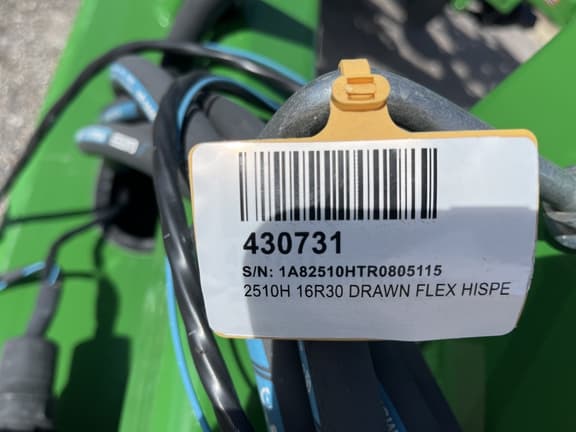 430731
S/N: 1A82510HTR0805115
2510H 16R30 DRAWN FLEX HISPE